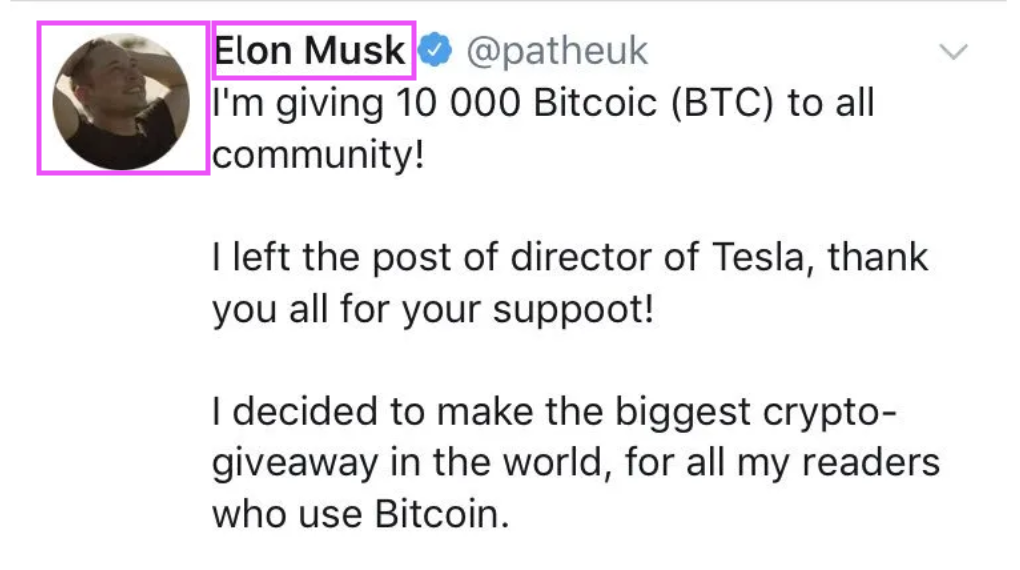 Elon Musk @patheuk
I'm giving 10 000 Bitcoic (BTC) to all
community!
I left the post of director of Tesla, thank
you all for your suppoot!
I decided to make the biggest crypto-
giveaway in the world, for all my readers
who use Bitcoin.